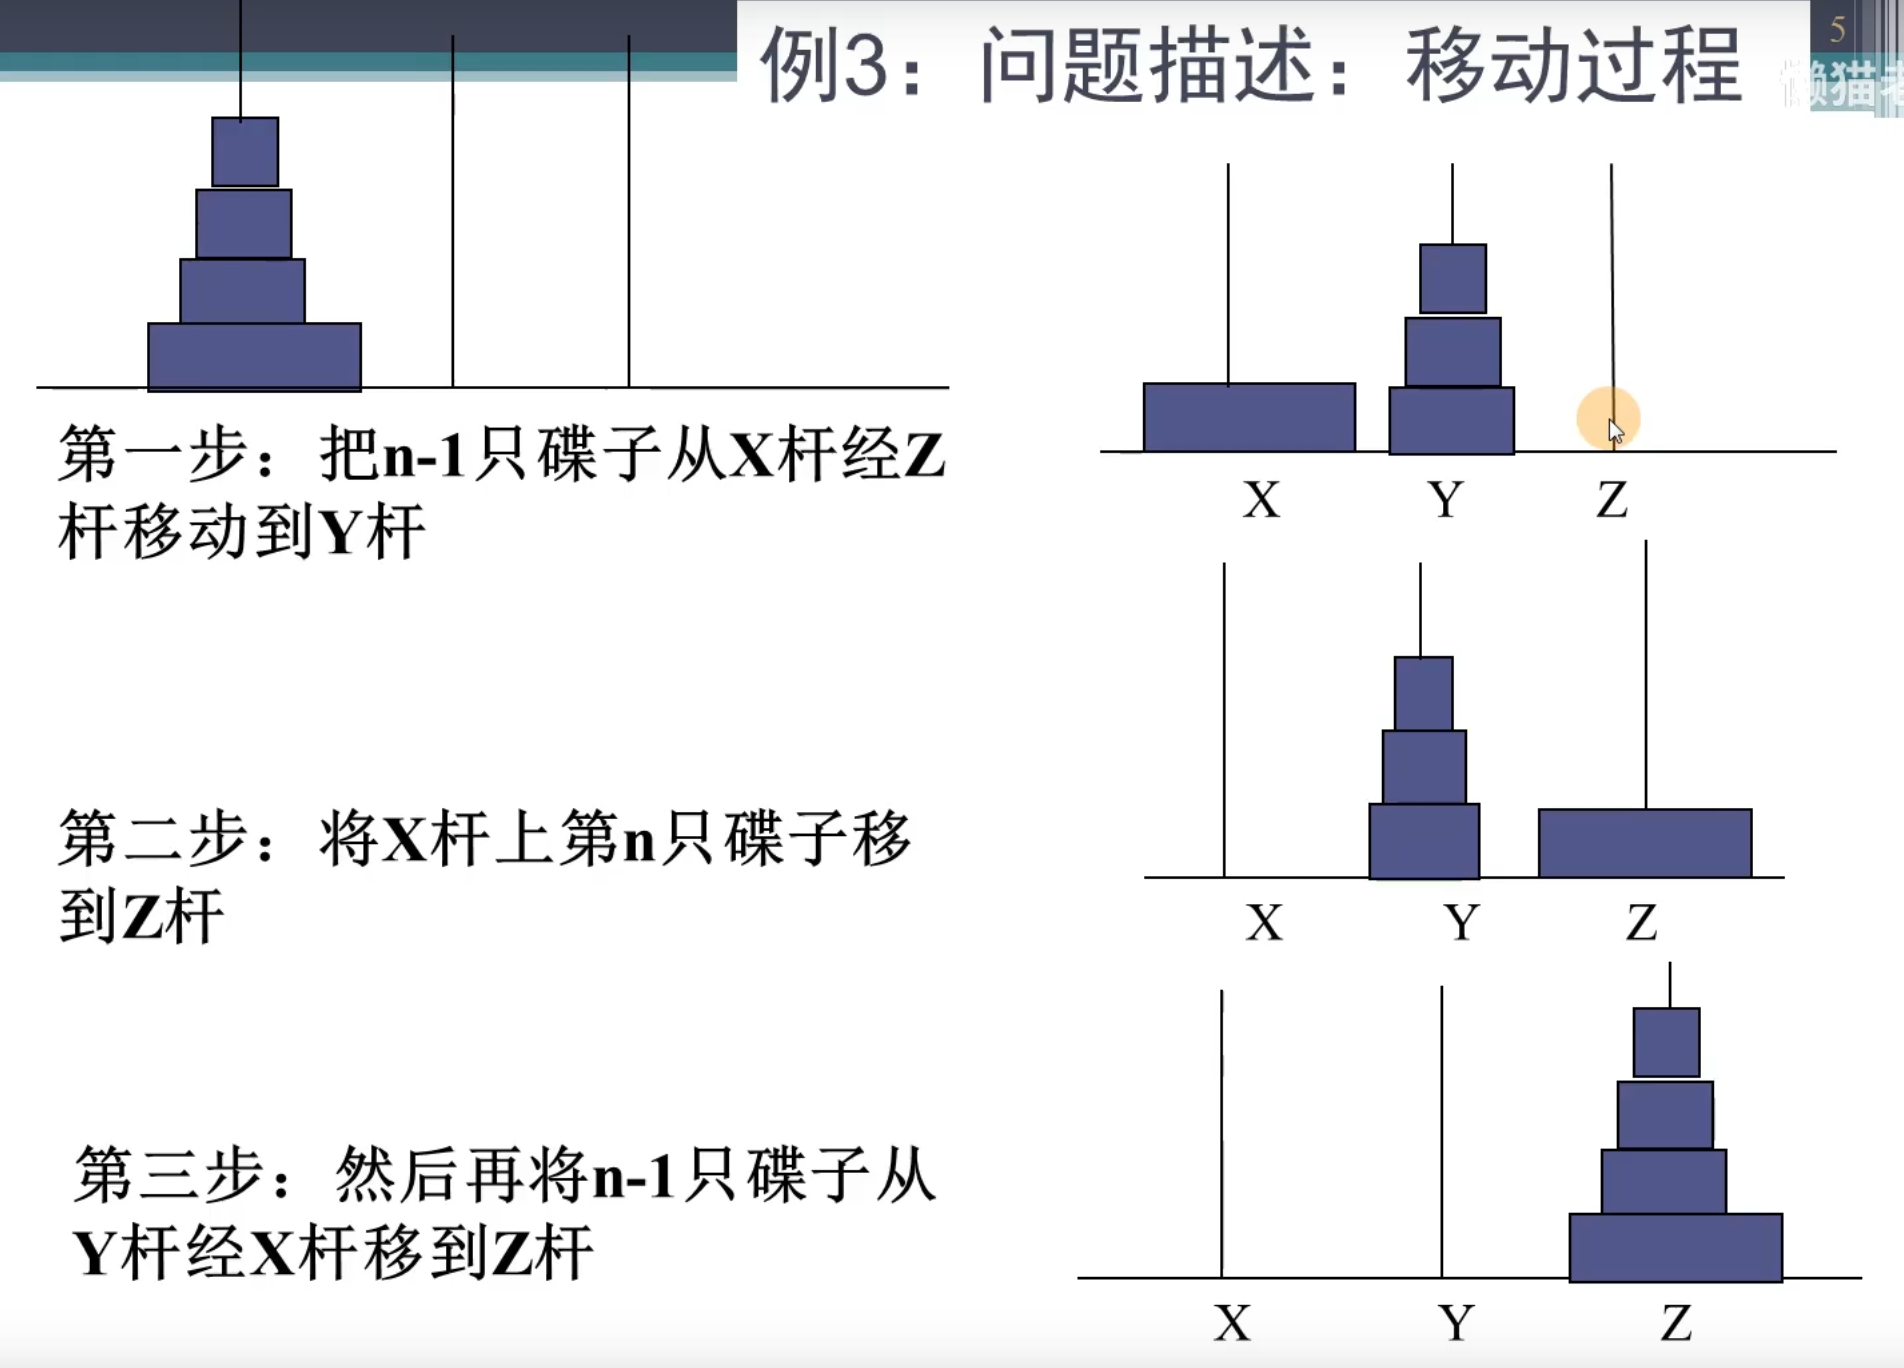 例3：问题描述：移动过程
5
懒猫老
第一步：把n-1只碟子从X杆经Z
杆移动到Y杆
X Y Z
第二步：将X杆上第n只碟子移
到Z杆
X Y Z
第三步：然后再将n-1只碟子从
Y杆经X杆移到Z杆
X Y Z